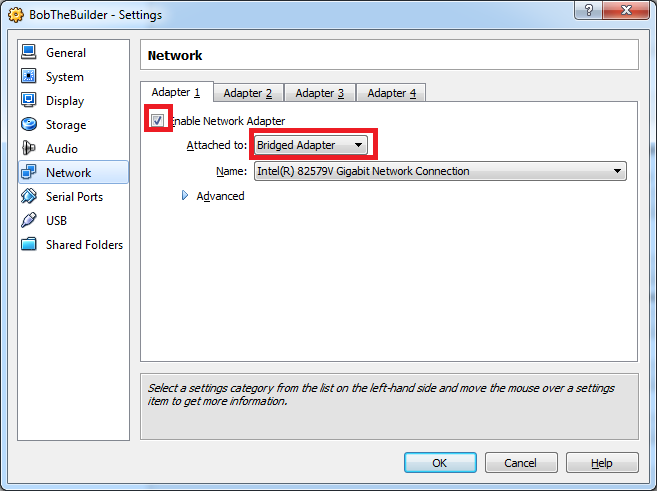 BobTheBuilder - Settings
General
System
Display
Storage
Audio
Network
Serial Ports
USB
Shared Folders
Network
Adapter 1 Adapter 2 Adapter 3 Adapter 4
Enable Network Adapter
Attached to: Bridged Adapter
Name: Intel(R) 82579V Gigabit Network Connection
Advanced
Select a settings category from the list on the left-hand side and move the mouse over a settings
item to get more information.
OK Cancel Help